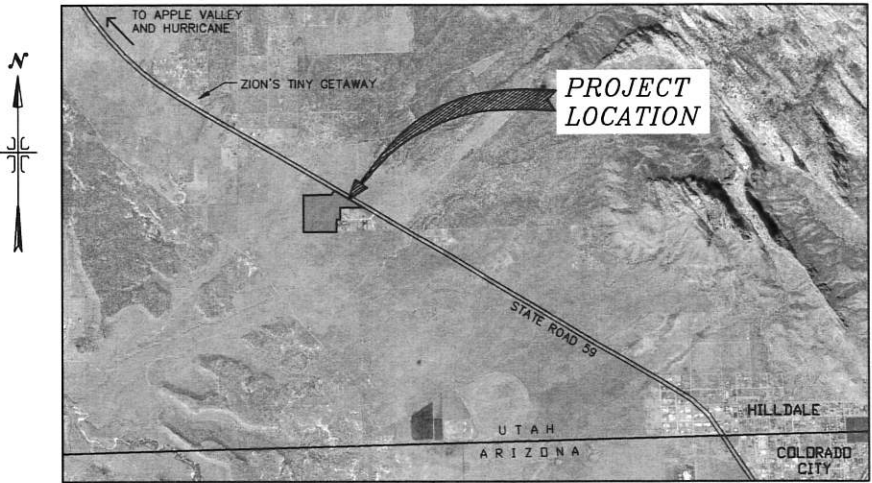 TO APPLE VALLEY
AND HURRICANE
N
ZION'S TINY GETAWAY
PROJECT
LOCATION
STATE ROAD 59
HILLDALE
UTAH
ARIZONA
COLORADO
CITY